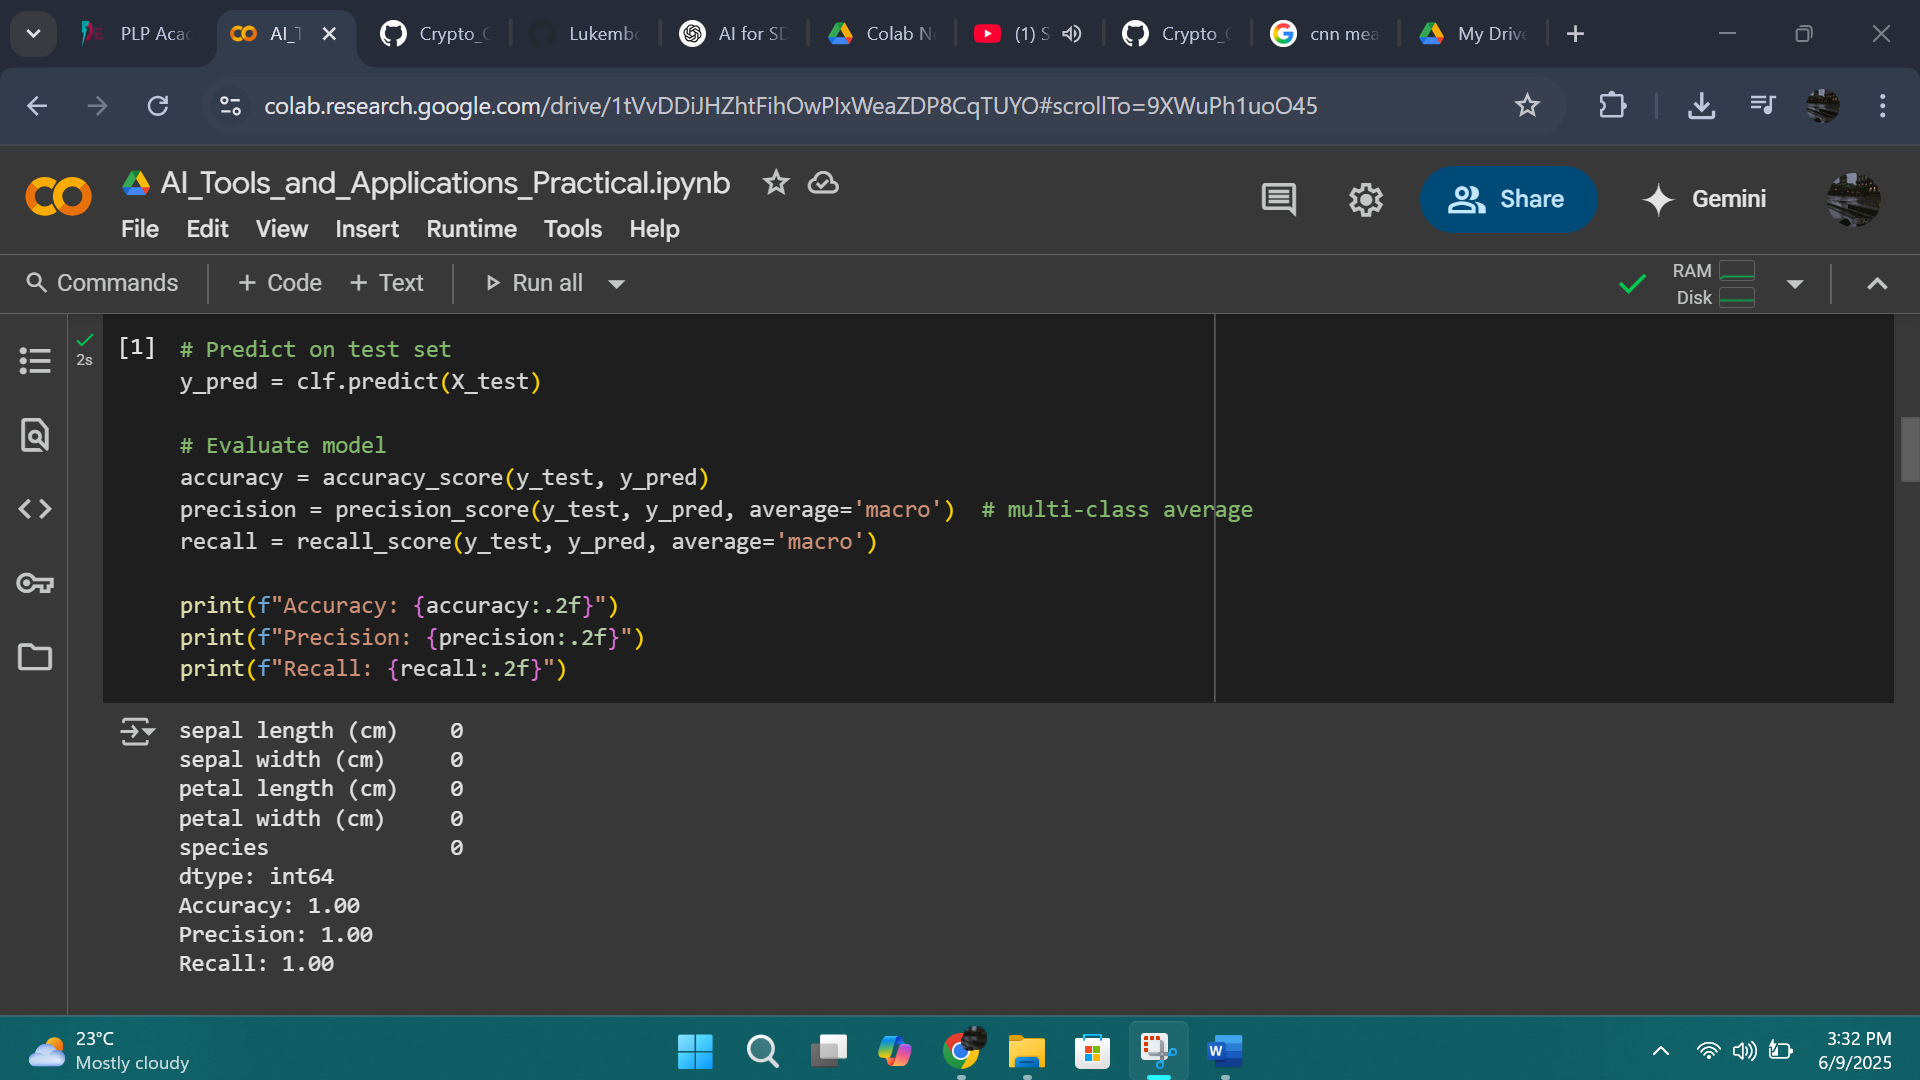 PLP Aca
AI_T
Crypto_C
Lukembo
AI for SD
Colab N
(1) S
Crypto_
cnn mea
My Drive
colab.research.google.com/drive/1tVvDDiJHZhtFihOwPlxWeaZDP8CqTUYO#scrollTo=9XWuPh1uoO45
AI_Tools_and_Applications_Practical.ipynb
File Edit View Insert Runtime Tools Help
Share
Gemini
Commands + Code + Text Run all
RAM
Disk
2s
[1] # Predict on test set
y_pred = clf.predict(X_test)
# Evaluate model
accuracy = accuracy_score(y_test, y_pred)
precision = precision_score(y_test, y_pred, average='macro')  # multi-class average
recall = recall_score(y_test, y_pred, average='macro')
print(f"Accuracy: {accuracy:.2f}")
print(f"Precision: {precision:.2f}")
print(f"Recall: {recall:.2f}")
sepal length (cm)    0
sepal width (cm)     0
petal length (cm)    0
petal width (cm)     0
species              0
dtype: int64
Accuracy: 1.00
Precision: 1.00
Recall: 1.00
23°C
Mostly cloudy
3:32 PM
6/9/2025